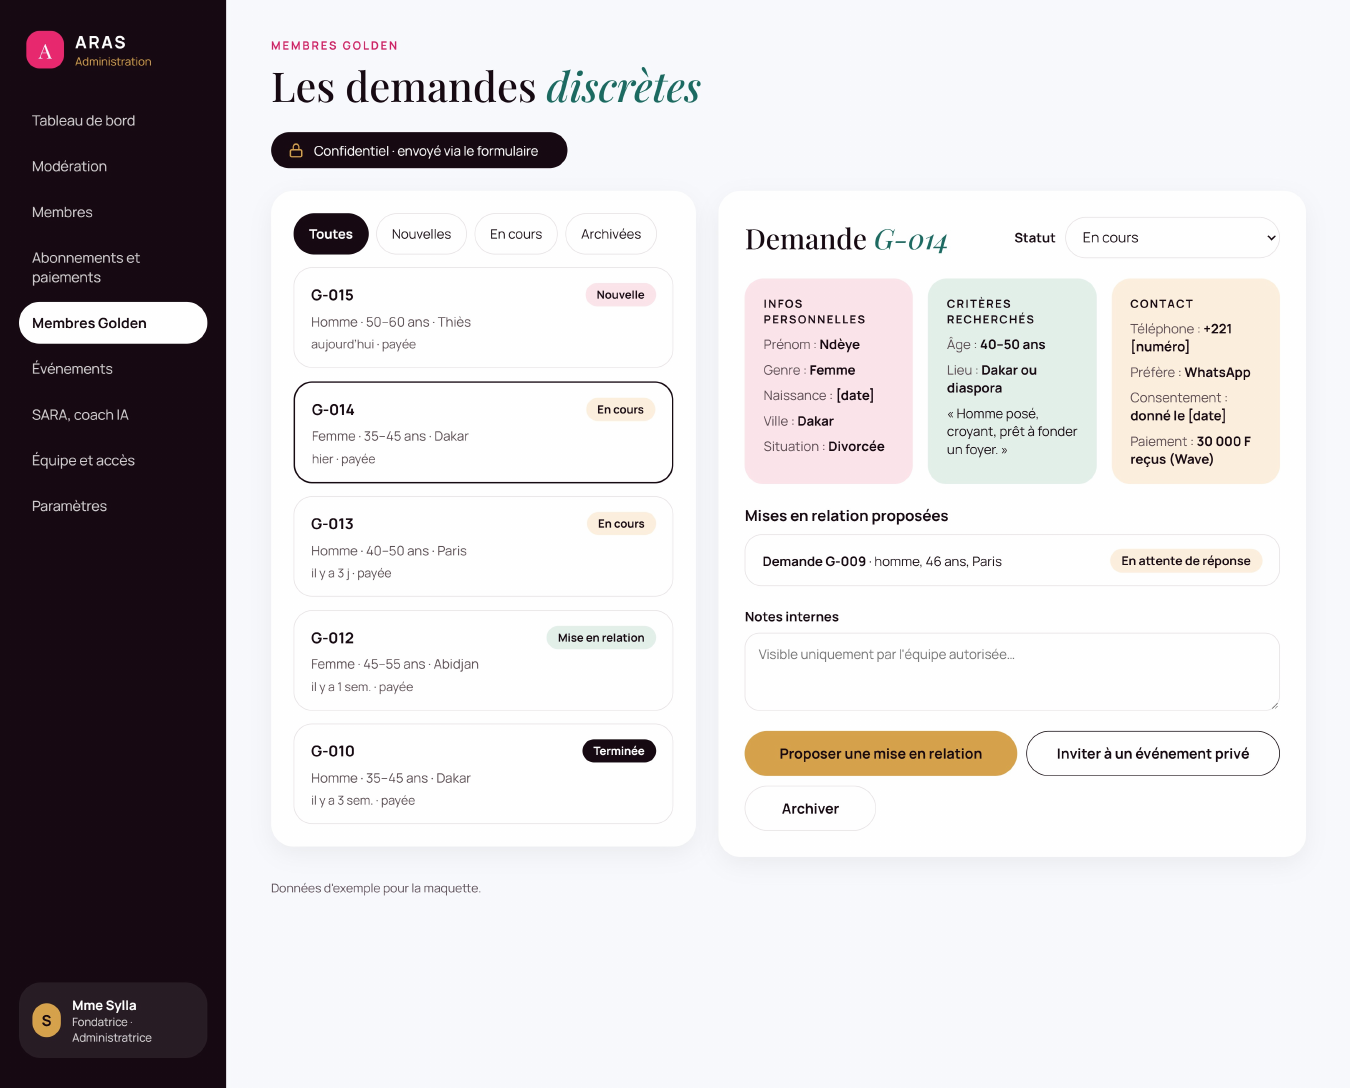 A
ARAS
Administration
Tableau de bord
Modération
Membres
Abonnements et
paiements
Membres Golden
Événements
SARA, coach IA
Équipe et accès
Paramètres
S
Mme Sylla
Fondatrice ·
Administratrice
MEMBRES GOLDEN
Les demandes discrètes
Confidentiel · envoyé via le formulaire
Toutes
Nouvelles
En cours
Archivées
G-015
Nouvelle
Homme · 50–60 ans · Thiès
aujourd'hui · payée
G-014
En cours
Femme · 35–45 ans · Dakar
hier · payée
G-013
En cours
Homme · 40–50 ans · Paris
il y a 3 j · payée
G-012
Mise en relation
Femme · 45–55 ans · Abidjan
il y a 1 sem. · payée
G-010
Terminée
Homme · 35–45 ans · Dakar
il y a 3 sem. · payée
Demande G-014
Statut
En cours
INFOS
PERSONNELLES
Prénom : Ndèye
Genre : Femme
Naissance : [date]
Ville : Dakar
Situation : Divorcée
CRITÈRES
RECHERCHÉS
Âge : 40–50 ans
Lieu : Dakar ou
diaspora
« Homme posé,
croyant, prêt à fonder
un foyer. »
CONTACT
Téléphone : +221
[numéro]
Préfère : WhatsApp
Consentement :
donné le [date]
Paiement : 30 000 F
reçus (Wave)
Mises en relation proposées
Demande G-009 · homme, 46 ans, Paris
En attente de réponse
Notes internes
Visible uniquement par l'équipe autorisée…
Proposer une mise en relation
Inviter à un événement privé
Archiver
Données d'exemple pour la maquette.